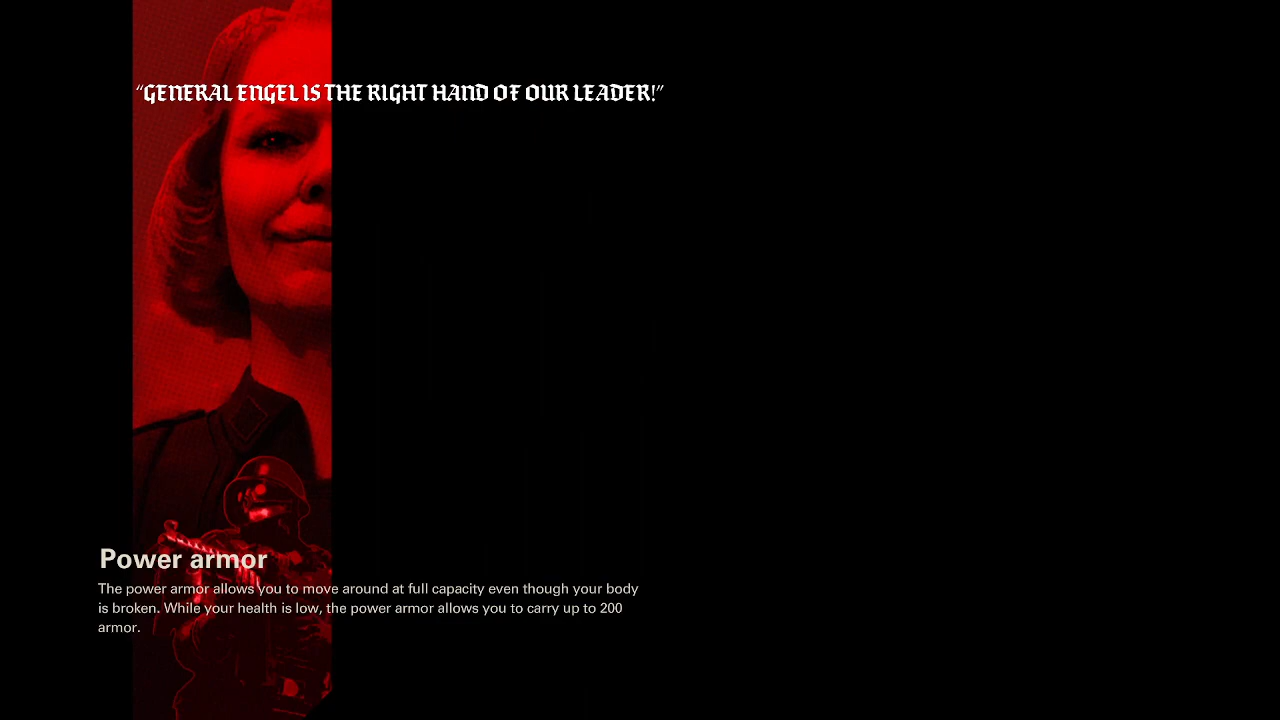 “GENERAL ENGEL IS THE RIGHT HAND OF OUR LEADER!”
Power armor
The power armor allows you to move around at full capacity even though your body
is broken. While your health is low, the power armor allows you to carry up to 200
armor.